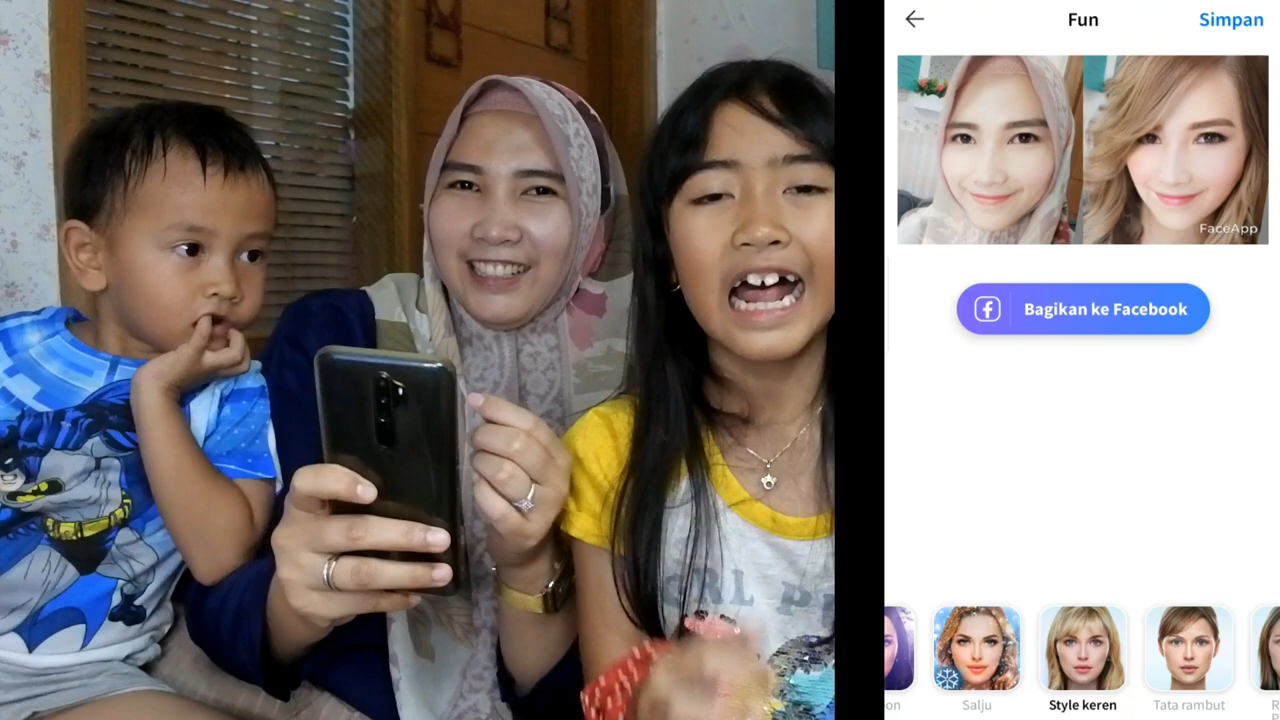 Fun
Simpan
FaceApp
Bagikan ke Facebook
Salju
Style keren
Tata rambut